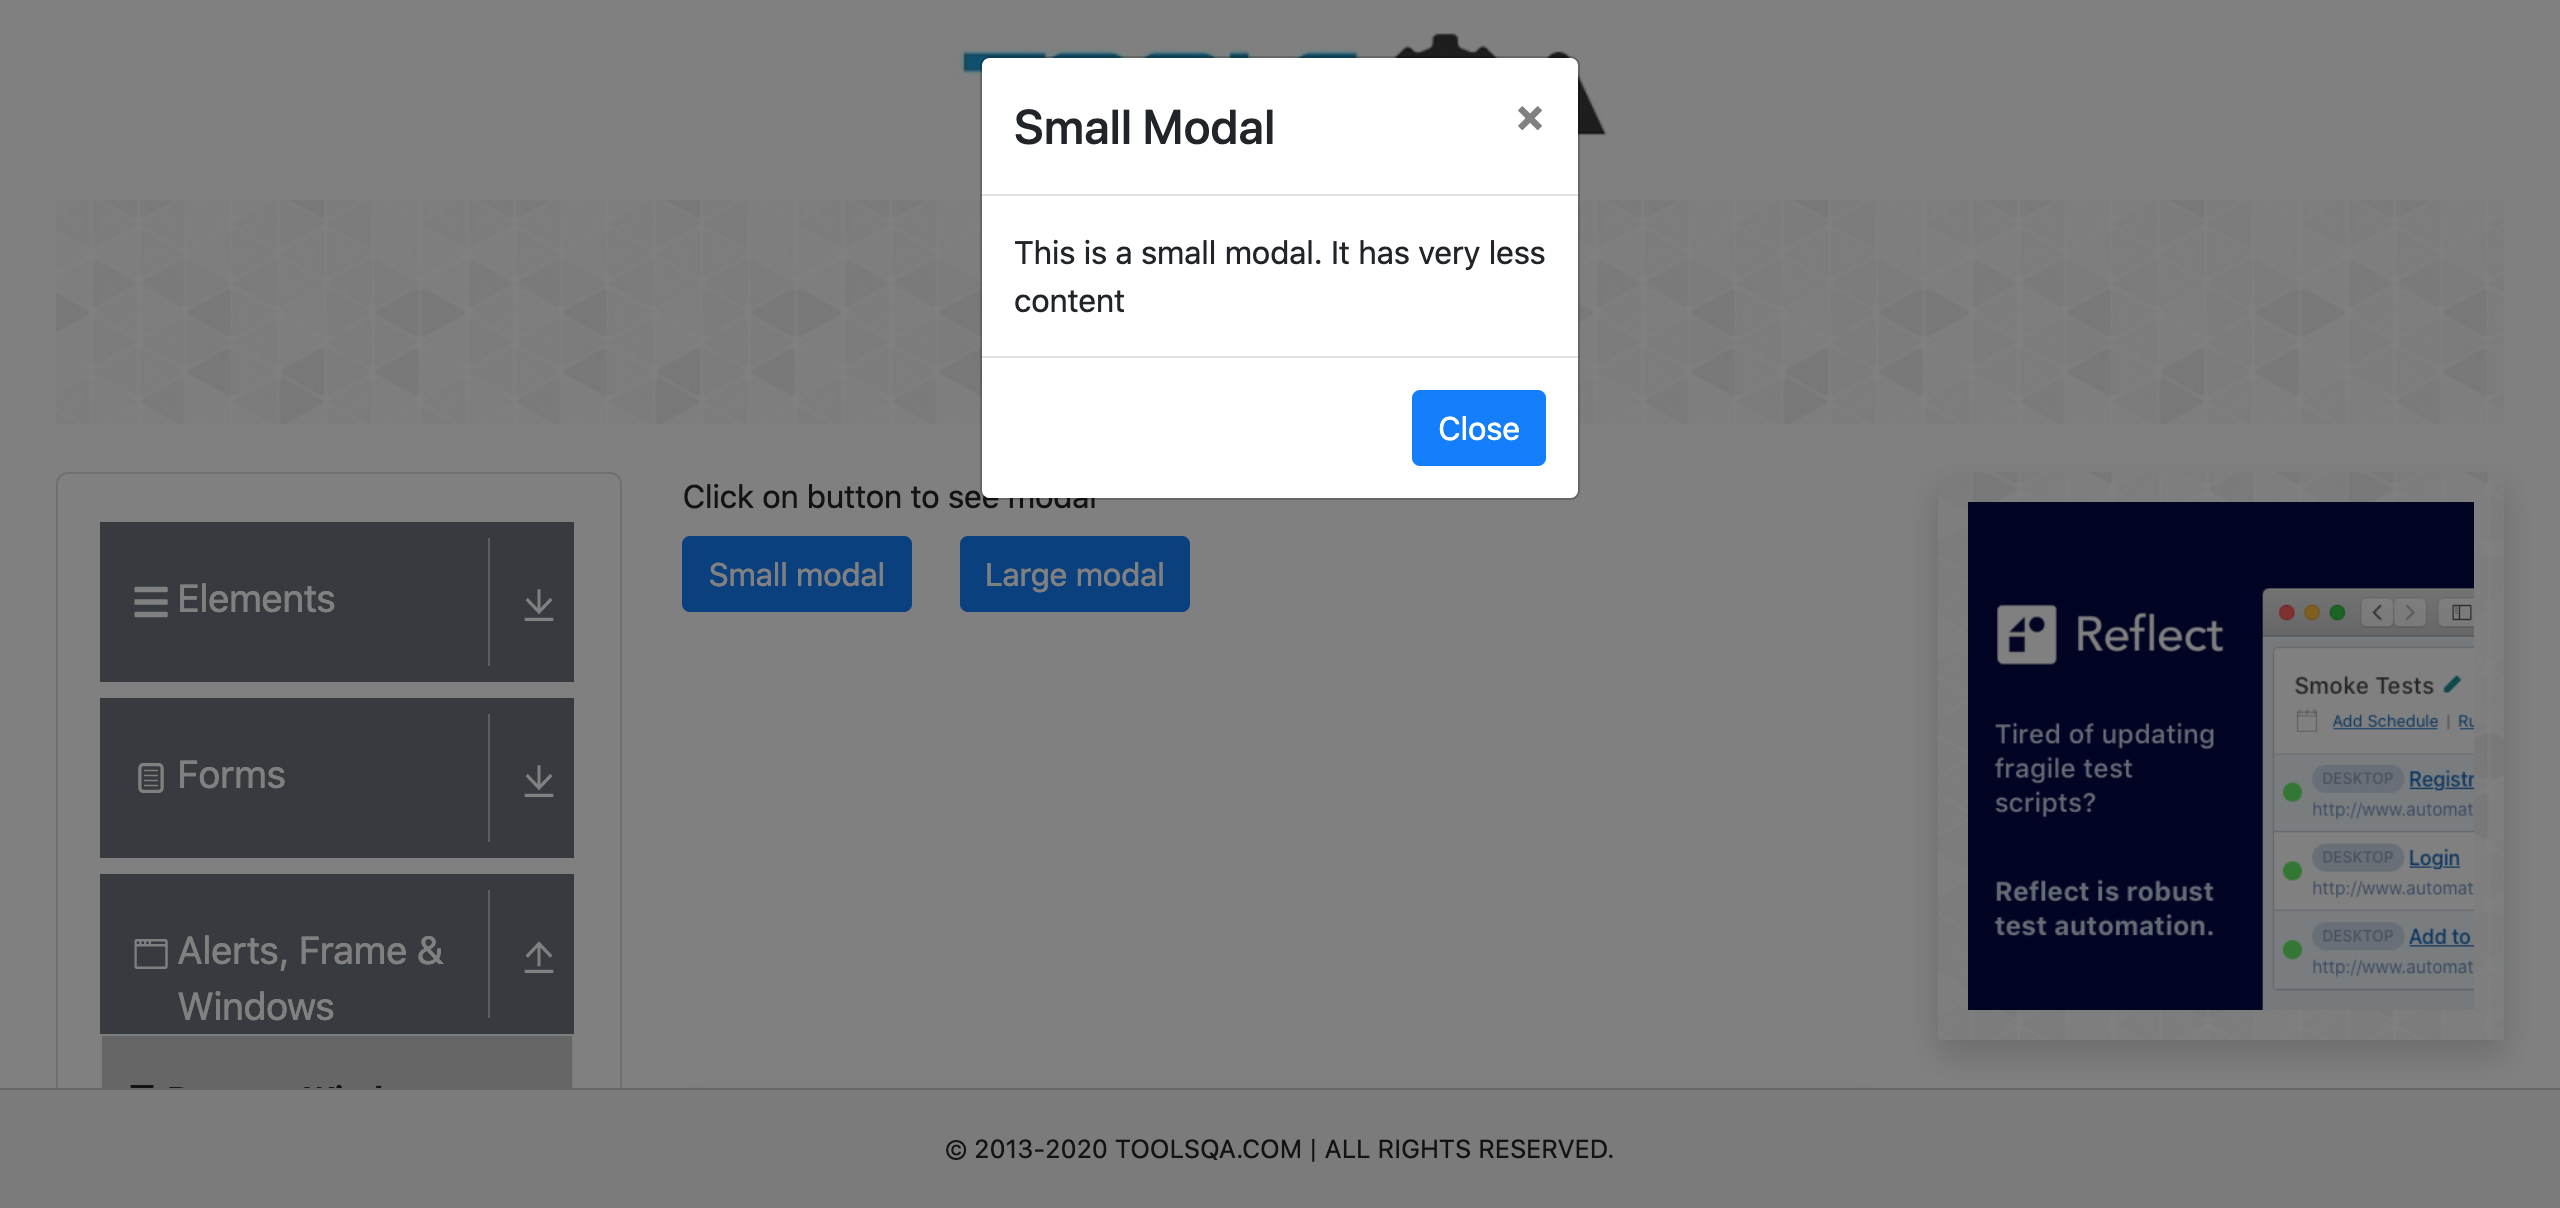 Small Modal
×
This is a small modal. It has very less
content
Close
Click on button to see modal
Small modal
Large modal
Elements
Forms
Alerts, Frame &
Windows
Reflect
Tired of updating
fragile test
scripts?
Reflect is robust
test automation.
Smoke Tests
Add Schedule |
DESKTOP
http://www.automat
DESKTOP Login
http://www.automat
DESKTOP Add to
http://www.automat
© 2013-2020 TOOLSQA.COM | ALL RIGHTS RESERVED.